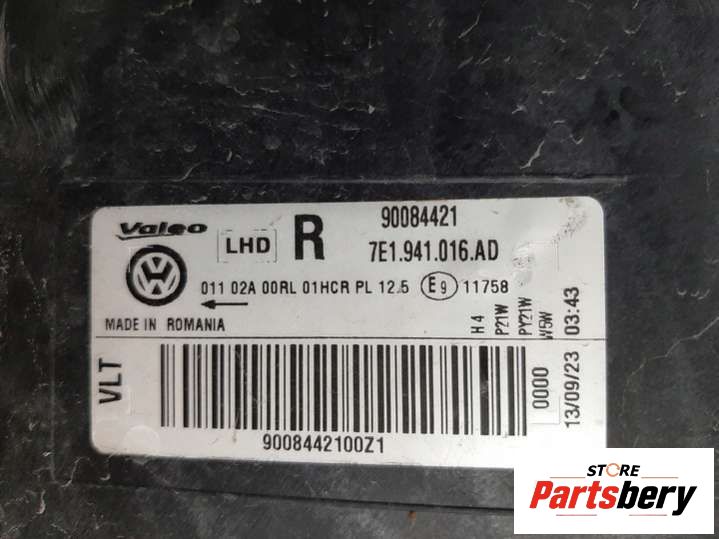 Valeo
LHD
R
90084421
7E1.941.016.AD
011 02A 00RL 01HCR PL 12.5 E9 11758
MADE IN ROMANIA
H4
P21W
PY21W
W5W
VLT
0000
13/09/23 03:43
9008442100Z1
STORE
Partsbery